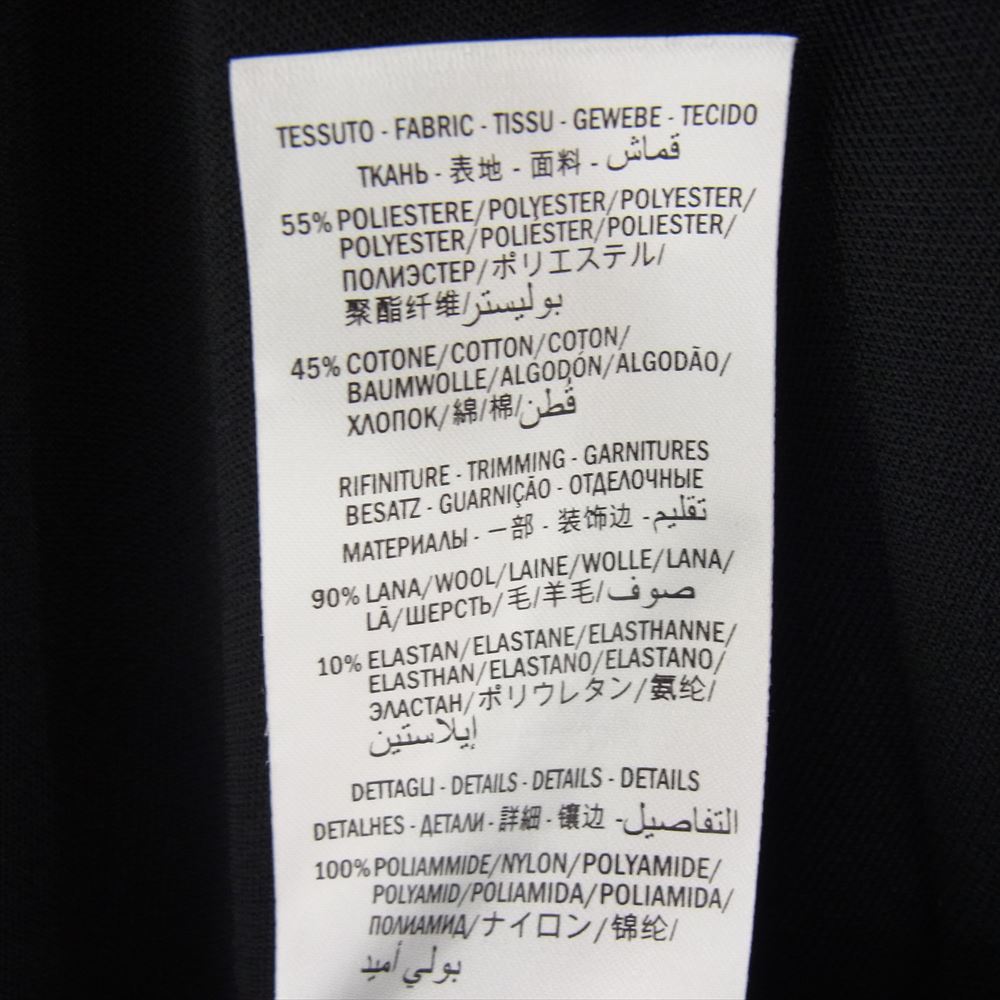 TESSUTO - FABRIC - TISSU - GEWEBE - TECIDO
ТКАНЬ - 表地 - 面料 - قماش
55% POLIESTERE/POLYESTER/POLYESTER/
POLYESTER/POLIÉSTER/POLIESTER/
ПОЛИЭСТЕР/ポリエステル/
聚酯纤维/بوليستر
45% COTONE/COTTON/COTON/
BAUMWOLLE/ALGODÓN/ALGODÃO/
ХЛОПОК/綿/棉/قُطن
RIFINITURE - TRIMMING - GARNITURES
BESATZ - GUARNIÇÃO - ОТДЕЛОЧНЫЕ
МАТЕРИАЛЫ - 一部 - 装饰边 - تقليم
90% LANA/WOOL/LAINE/WOLLE/LANA/
LÃ/ШЕРСТЬ/毛/羊毛/صوف
10% ELASTAN/ELASTANE/ELASTHANNE/
ELASTHAN/ELASTANO/ELASTANO/
ЭЛАСТАН/ポリウレタン/氨纶/
إيلاستين
DETTAGLI - DETAILS - DETAILS - DETAILS
DETALHES - ДЕТАЛИ - 詳細 - 镶边 - التفاصيل
100% POLIAMMIDE/NYLON/POLYAMIDE/
POLYAMID/POLIAMIDA/POLIAMIDA/
ПОЛИАМИД/ナイロン/锦纶/
بولي أميد